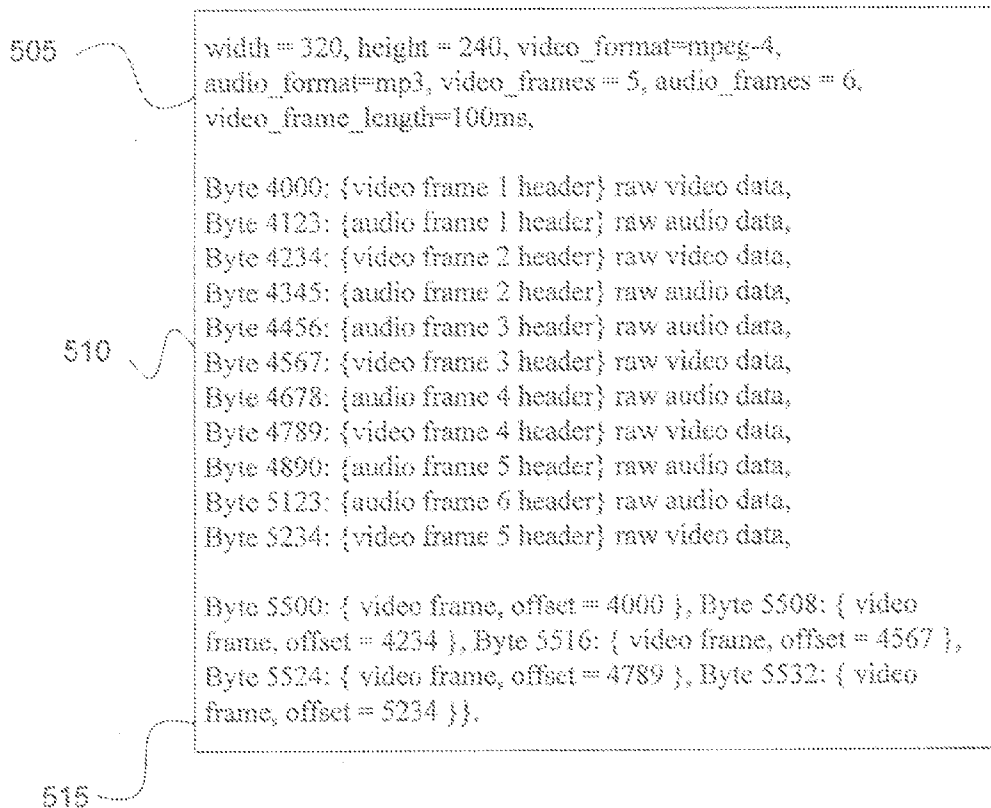 505
width = 320, height = 240, video_format=mpeg-4,
audio_format=mp3, video_frames = 5, audio_frames = 6,
video_frame_length=100ms,
Byte 4000: {video frame 1 header} raw video data,
Byte 4123: {audio frame 1 header} raw audio data,
Byte 4234: {video frame 2 header} raw video data,
Byte 4345: {audio frame 2 header} raw audio data,
Byte 4456: {audio frame 3 header} raw audio data,
510
Byte 4567: {video frame 3 header} raw video data,
Byte 4678: {audio frame 4 header} raw audio data,
Byte 4789: {video frame 4 header} raw video data,
Byte 4890: {audio frame 5 header} raw audio data,
Byte 5123: {audio frame 6 header} raw audio data,
Byte 5234: {video frame 5 header} raw video data,
Byte 5500: { video frame, offset = 4000 }, Byte 5508: { video
frame, offset = 4234 }, Byte 5516: { video frame, offset = 4567 },
Byte 5524: { video frame, offset = 4789 }, Byte 5532: { video
frame, offset = 5234 }}.
515